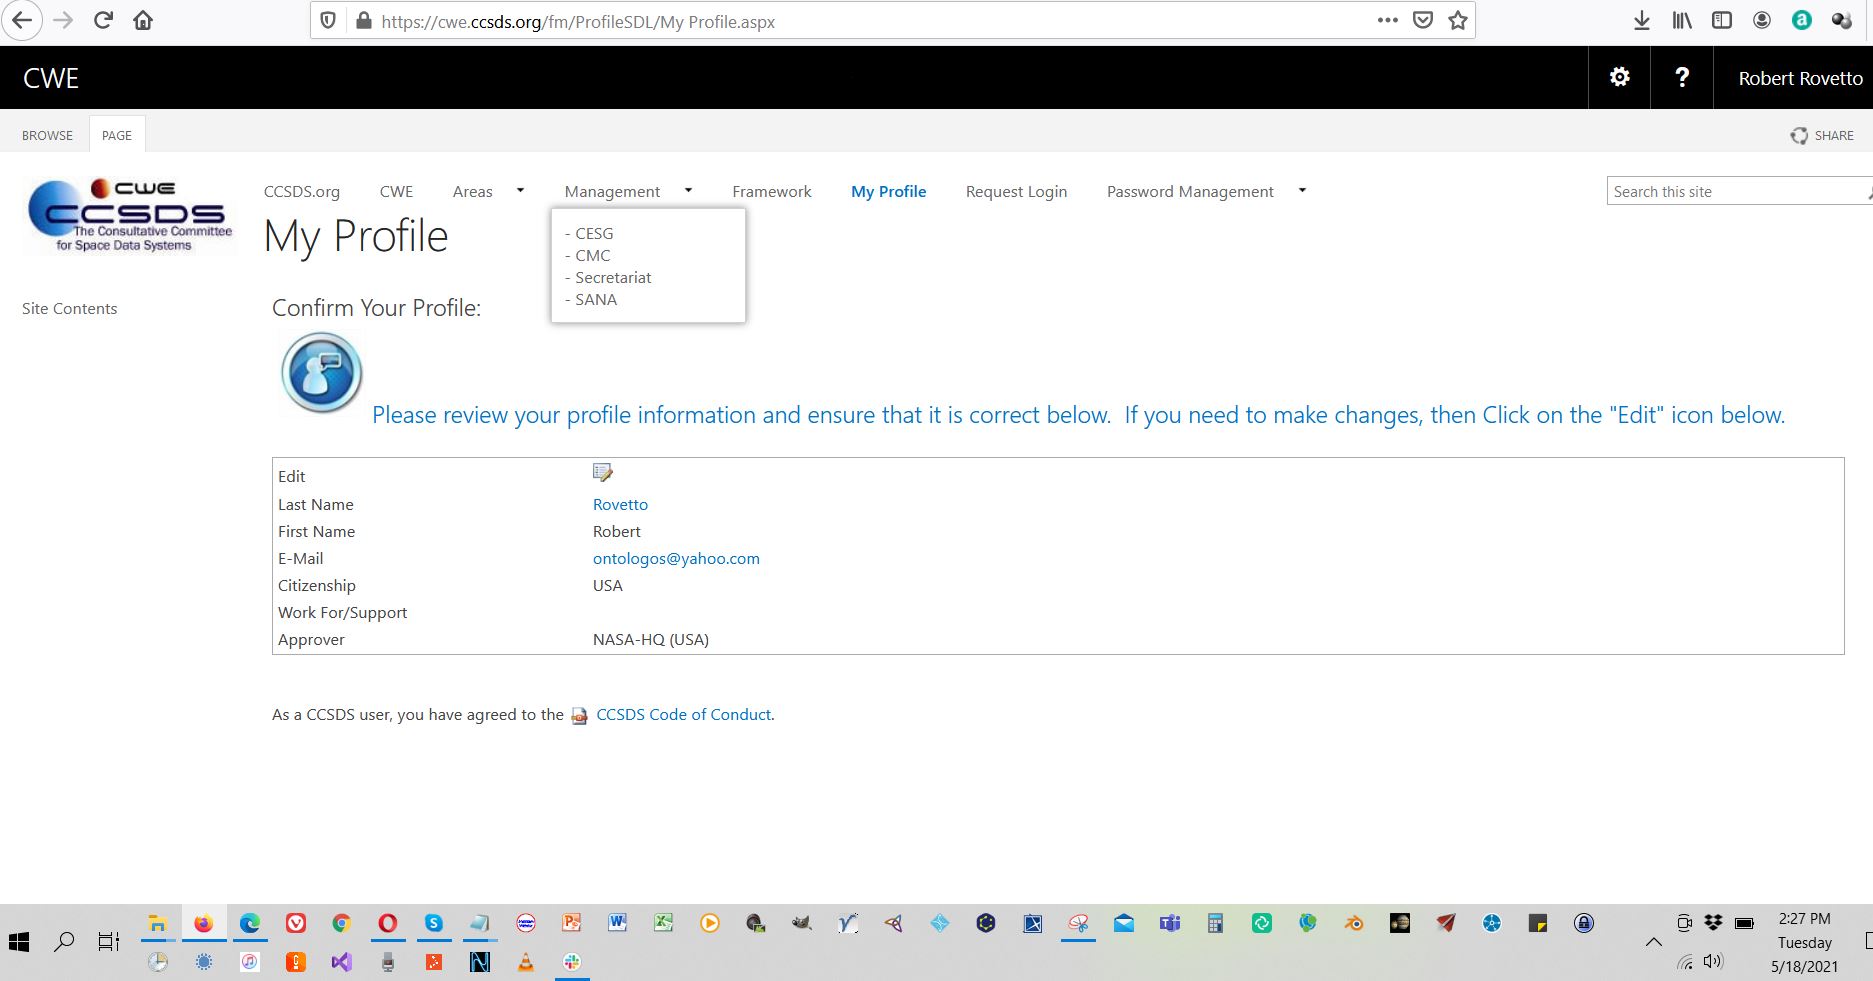 https://cwe.ccsds.org/fm/ProfileSDL/My Profile.aspx
CWE
? Robert Rovetto
BROWSE PAGE SHARE
CWE
CCSDS
The Consultative Committee
for Space Data Systems
CCSDS.org CWE Areas Management Framework My Profile Request Login Password Management Search this site
My Profile
- CESG
- CMC
- Secretariat
- SANA
Site Contents
Confirm Your Profile:
Please review your profile information and ensure that it is correct below. If you need to make changes, then Click on the "Edit" icon below.
Edit
Last Name Rovetto
First Name Robert
E-Mail ontologos@yahoo.com
Citizenship USA
Work For/Support
Approver NASA-HQ (USA)
As a CCSDS user, you have agreed to the CCSDS Code of Conduct.
2:27 PM
Tuesday
5/18/2021